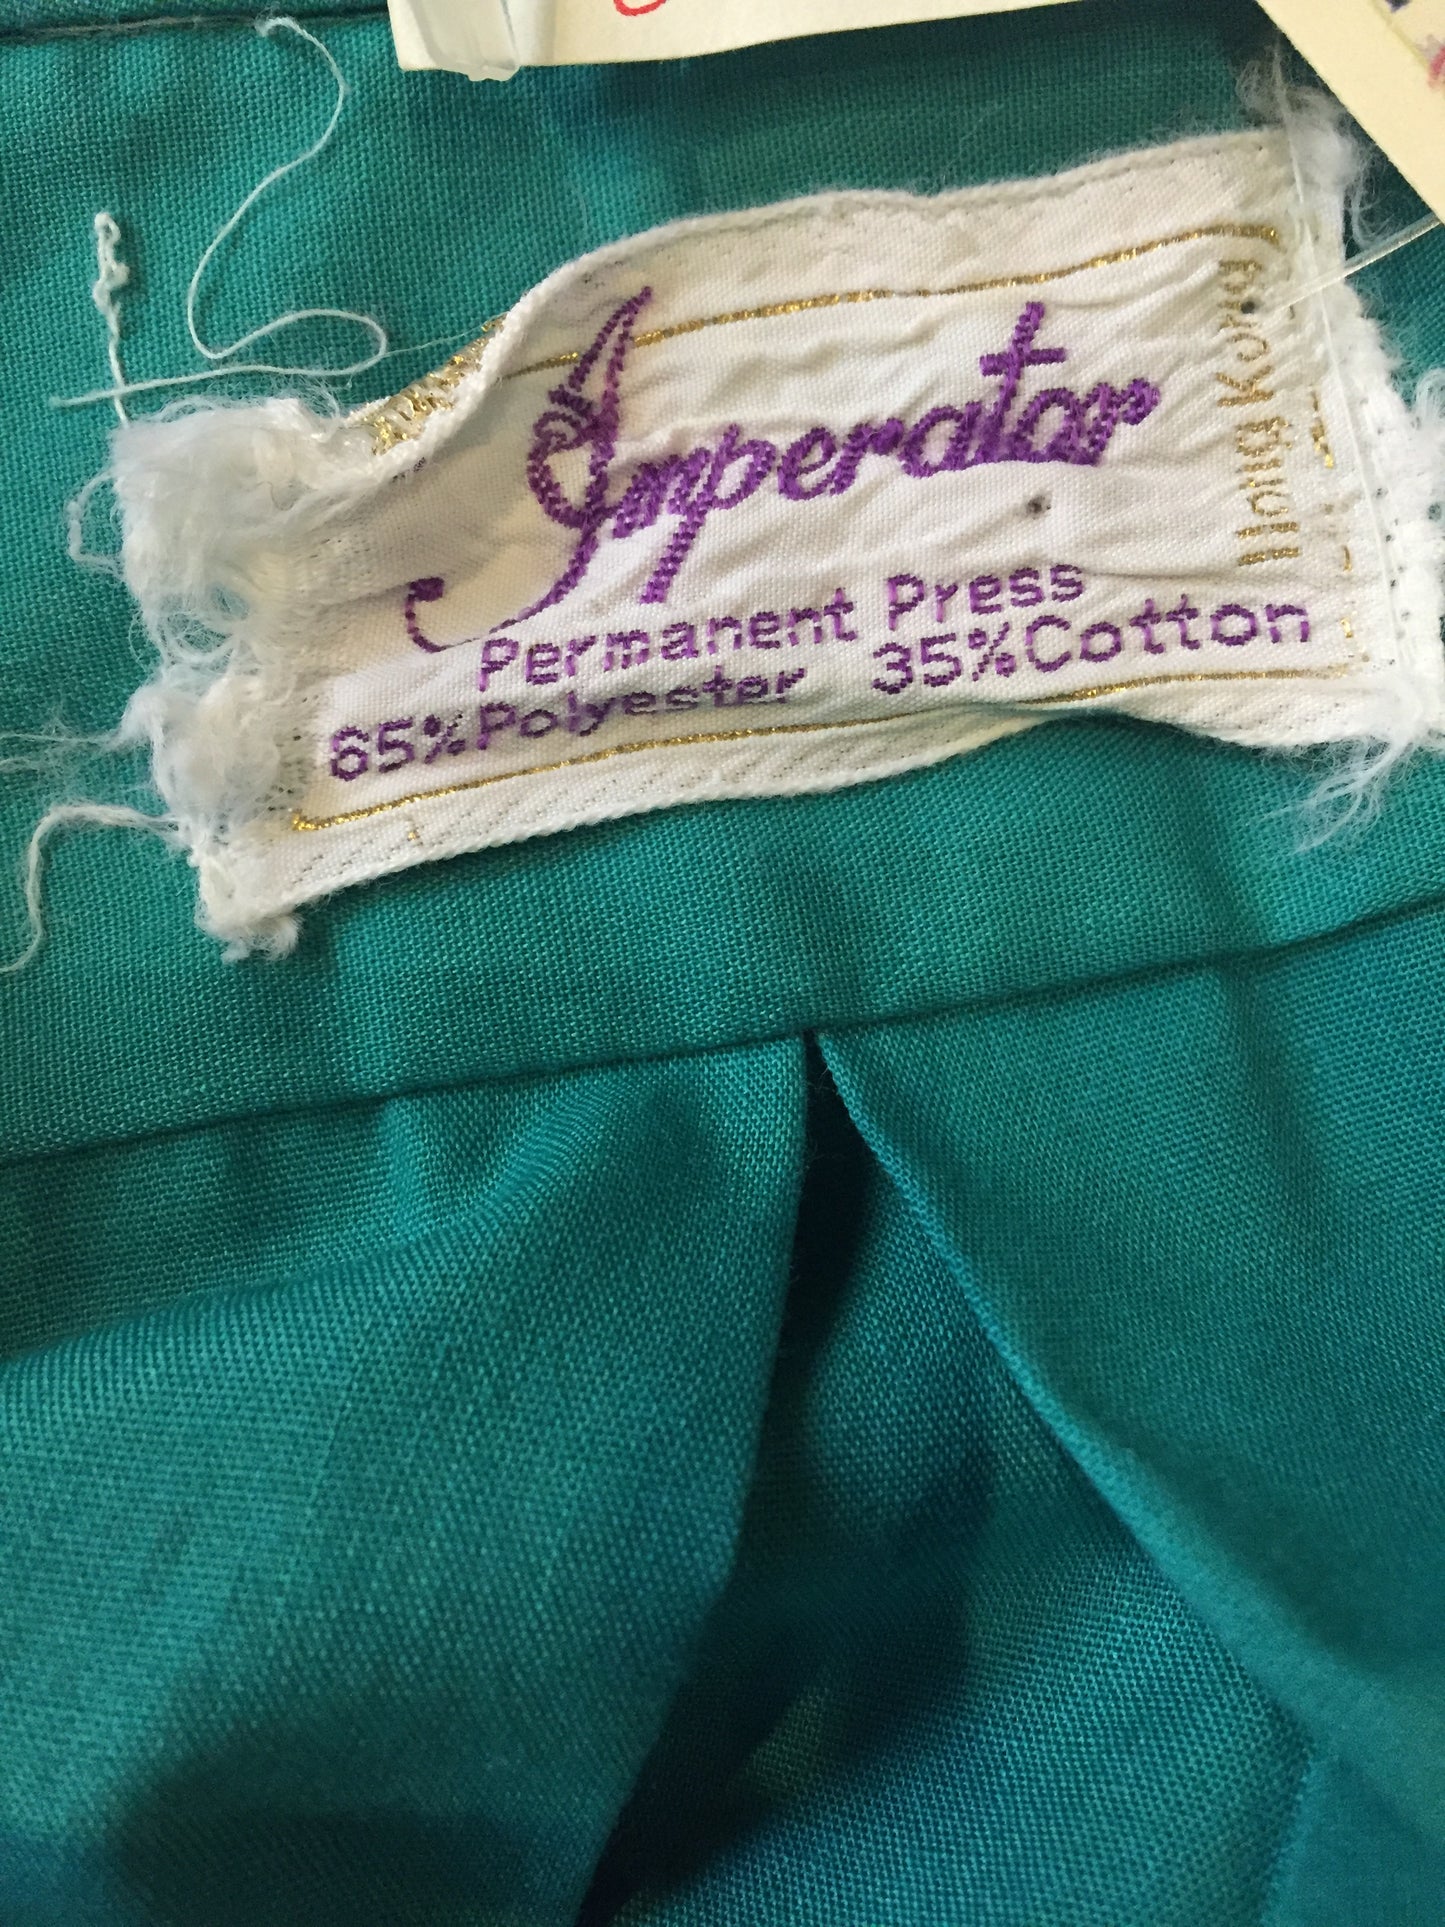 Imperator
Permanent Press
65% Polyester 35% Cotton
Hong Kong